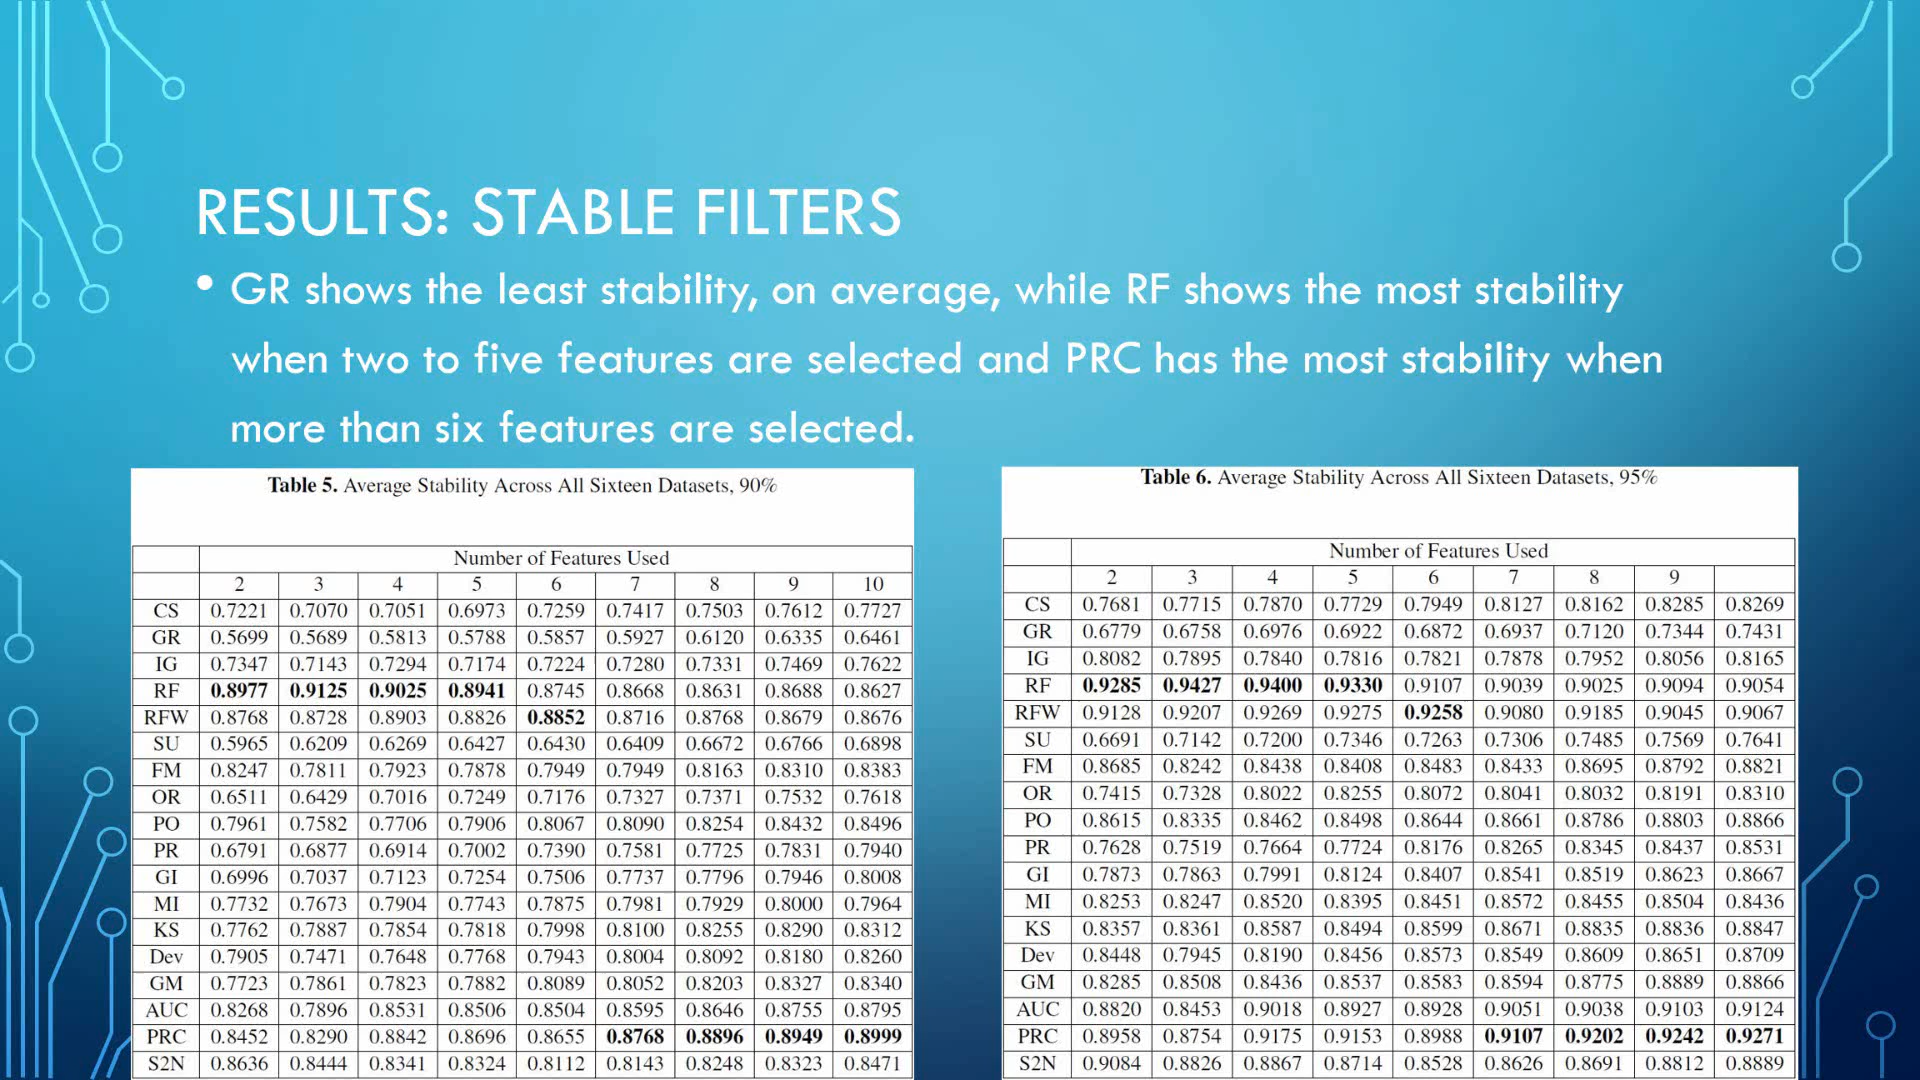 RESULTS: STABLE FILTERS
• GR shows the least stability, on average, while RF shows the most stability
when two to five features are selected and PRC has the most stability when
more than six features are selected.
Table 5. Average Stability Across All Sixteen Datasets, 90%
Number of Features Used
2 3 4 5 6 7 8 9 10
CS 0.7221 0.7070 0.7051 0.6973 0.7259 0.7417 0.7503 0.7612 0.7727
GR 0.5699 0.5689 0.5813 0.5788 0.5857 0.5927 0.6120 0.6335 0.6461
IG 0.7347 0.7143 0.7294 0.7174 0.7224 0.7280 0.7331 0.7469 0.7622
RF 0.8977 0.9125 0.9025 0.8941 0.8745 0.8668 0.8631 0.8688 0.8627
RFW 0.8768 0.8728 0.8903 0.8826 0.8852 0.8716 0.8768 0.8679 0.8676
SU 0.5965 0.6209 0.6269 0.6427 0.6430 0.6409 0.6672 0.6766 0.6898
FM 0.8247 0.7811 0.7923 0.7878 0.7949 0.7949 0.8163 0.8310 0.8383
OR 0.6511 0.6429 0.7016 0.7249 0.7176 0.7327 0.7371 0.7532 0.7618
PO 0.7961 0.7582 0.7706 0.7906 0.8067 0.8090 0.8254 0.8432 0.8496
PR 0.6791 0.6877 0.6914 0.7002 0.7390 0.7581 0.7725 0.7831 0.7940
GI 0.6996 0.7037 0.7123 0.7254 0.7506 0.7737 0.7796 0.7946 0.8008
MI 0.7732 0.7673 0.7904 0.7743 0.7875 0.7981 0.7929 0.8000 0.7964
KS 0.7762 0.7887 0.7854 0.7818 0.7998 0.8100 0.8255 0.8290 0.8312
Dev 0.7905 0.7471 0.7648 0.7768 0.7943 0.8004 0.8092 0.8180 0.8260
GM 0.7723 0.7861 0.7823 0.7882 0.8089 0.8052 0.8203 0.8327 0.8340
AUC 0.8268 0.7896 0.8531 0.8506 0.8504 0.8595 0.8646 0.8755 0.8795
PRC 0.8452 0.8290 0.8842 0.8696 0.8655 0.8768 0.8896 0.8949 0.8999
S2N 0.8636 0.8444 0.8341 0.8324 0.8112 0.8143 0.8248 0.8323 0.8471
Table 6. Average Stability Across All Sixteen Datasets, 95%
Number of Features Used
2 3 4 5 6 7 8 9
CS 0.7681 0.7715 0.7870 0.7729 0.7949 0.8127 0.8162 0.8285 0.8269
GR 0.6779 0.6758 0.6976 0.6922 0.6872 0.6937 0.7120 0.7344 0.7431
IG 0.8082 0.7895 0.7840 0.7816 0.7821 0.7878 0.7952 0.8056 0.8165
RF 0.9285 0.9427 0.9400 0.9330 0.9107 0.9039 0.9025 0.9094 0.9054
RFW 0.9128 0.9207 0.9269 0.9275 0.9258 0.9080 0.9185 0.9045 0.9067
SU 0.6691 0.7142 0.7200 0.7346 0.7263 0.7306 0.7485 0.7569 0.7641
FM 0.8685 0.8242 0.8438 0.8408 0.8483 0.8433 0.8695 0.8792 0.8821
OR 0.7415 0.7328 0.8022 0.8255 0.8072 0.8041 0.8032 0.8191 0.8310
PO 0.8615 0.8335 0.8462 0.8498 0.8644 0.8661 0.8786 0.8803 0.8866
PR 0.7628 0.7519 0.7664 0.7724 0.8176 0.8265 0.8345 0.8437 0.8531
GI 0.7873 0.7863 0.7991 0.8124 0.8407 0.8541 0.8519 0.8623 0.8667
MI 0.8253 0.8247 0.8520 0.8395 0.8451 0.8572 0.8455 0.8504 0.8436
KS 0.8357 0.8361 0.8587 0.8494 0.8599 0.8671 0.8835 0.8836 0.8847
Dev 0.8448 0.7945 0.8190 0.8456 0.8573 0.8549 0.8609 0.8651 0.8709
GM 0.8285 0.8508 0.8436 0.8537 0.8583 0.8594 0.8775 0.8889 0.8866
AUC 0.8820 0.8453 0.9018 0.8927 0.8928 0.9051 0.9038 0.9103 0.9124
PRC 0.8958 0.8754 0.9175 0.9153 0.8988 0.9107 0.9202 0.9242 0.9271
S2N 0.9084 0.8826 0.8867 0.8714 0.8528 0.8626 0.8691 0.8812 0.8889